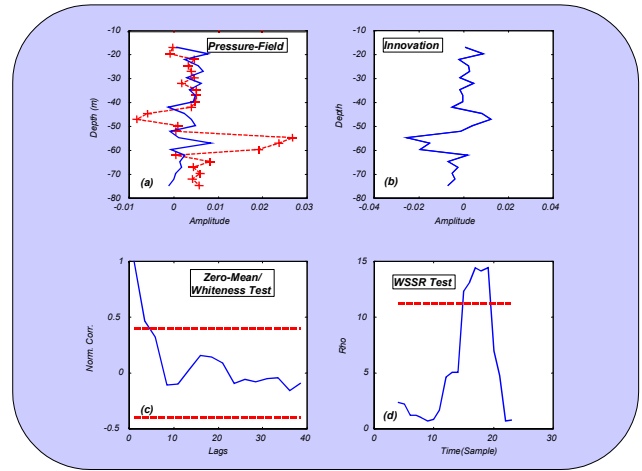 Pressure-Field
-10
-20
-30
-40
-50
-60
-70
-80
Depth (m)
(a)
-0.01
0
0.01
0.02
0.03
Amplitude
Innovation
-10
-20
-30
-40
-50
-60
-70
-80
Depth
(b)
-0.04
-0.02
0
0.02
0.04
Amplitude
Zero-Mean/
Whiteness Test
1
0.5
0
-0.5
Norm. Corr.
(c)
0
10
20
30
40
Lags
WSSR Test
15
10
5
0
Rho
(d)
0
10
20
30
Time(Sample)